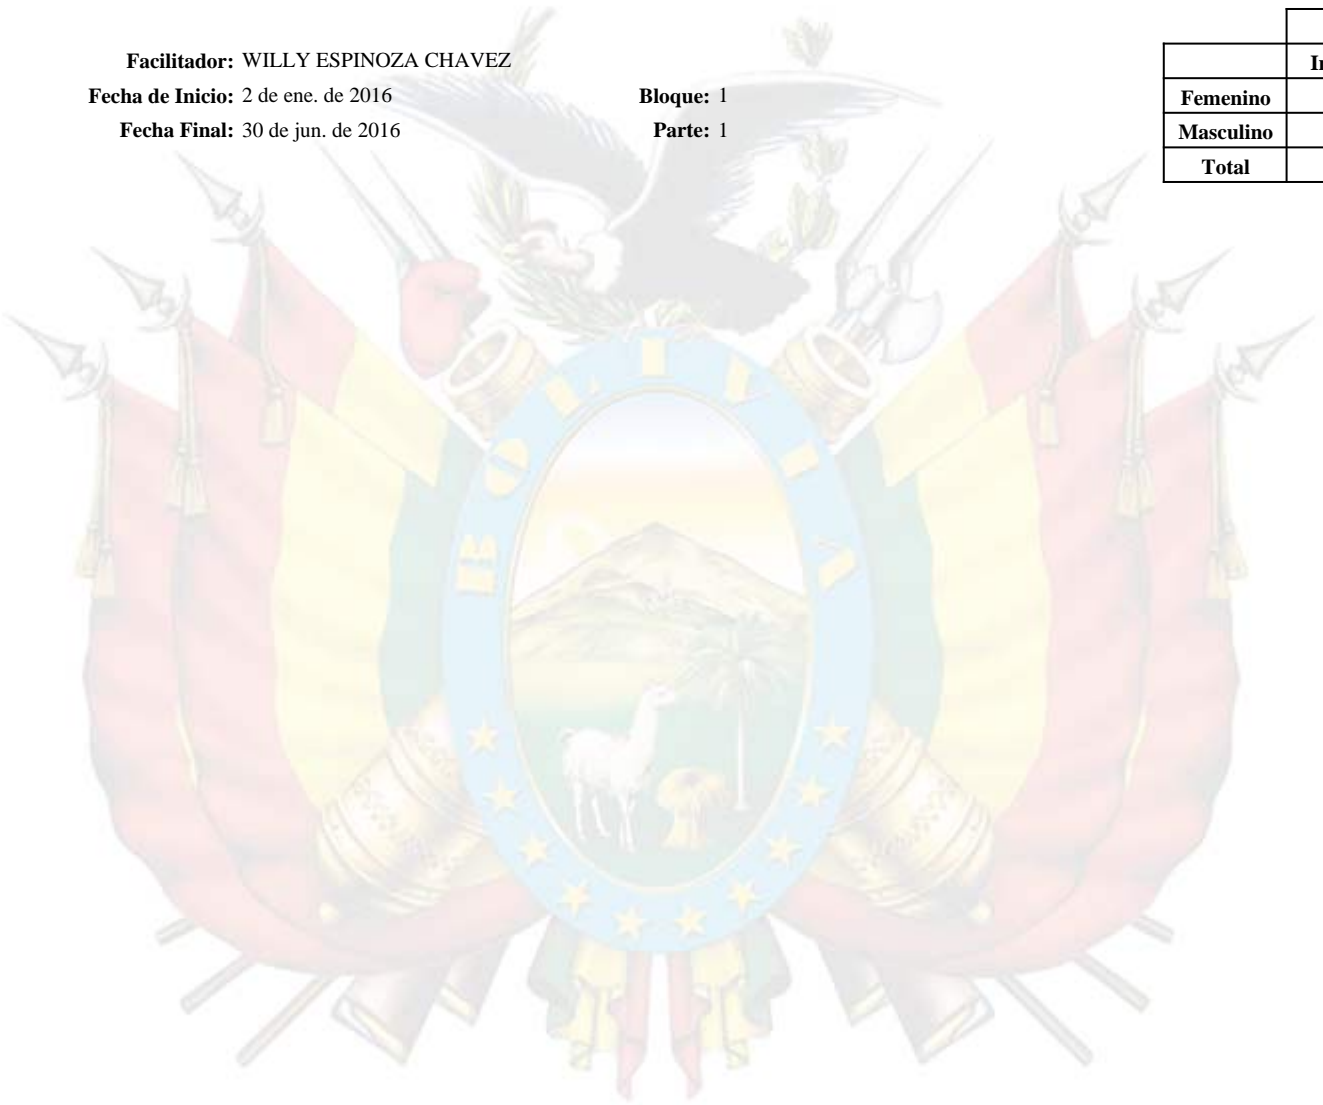 Facilitador: WILLY ESPINOZA CHAVEZ
Fecha de Inicio: 2 de ene. de 2016 Bloque: 1
Fecha Final: 30 de jun. de 2016 Parte: 1
Femenino
Masculino
Total
BOLIVIA